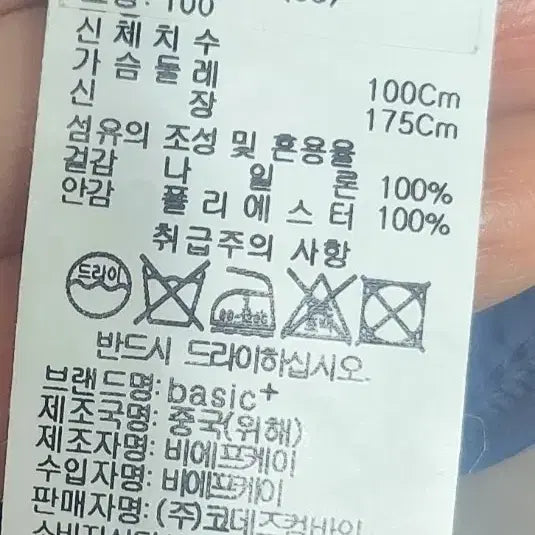 : 100
신체치수
가슴둘레 100Cm
신장 175Cm
섬유의 조성 및 혼용율
겉감 나일론 100%
안감 폴리에스터 100%
취급주의 사항
드라이
반드시 드라이하십시오.
브랜드명: basic+
제조국명: 중국(위해)
제조자명: 비에프케이
수입자명: 비에프케이
판매자명: (주)코데즈컴바인